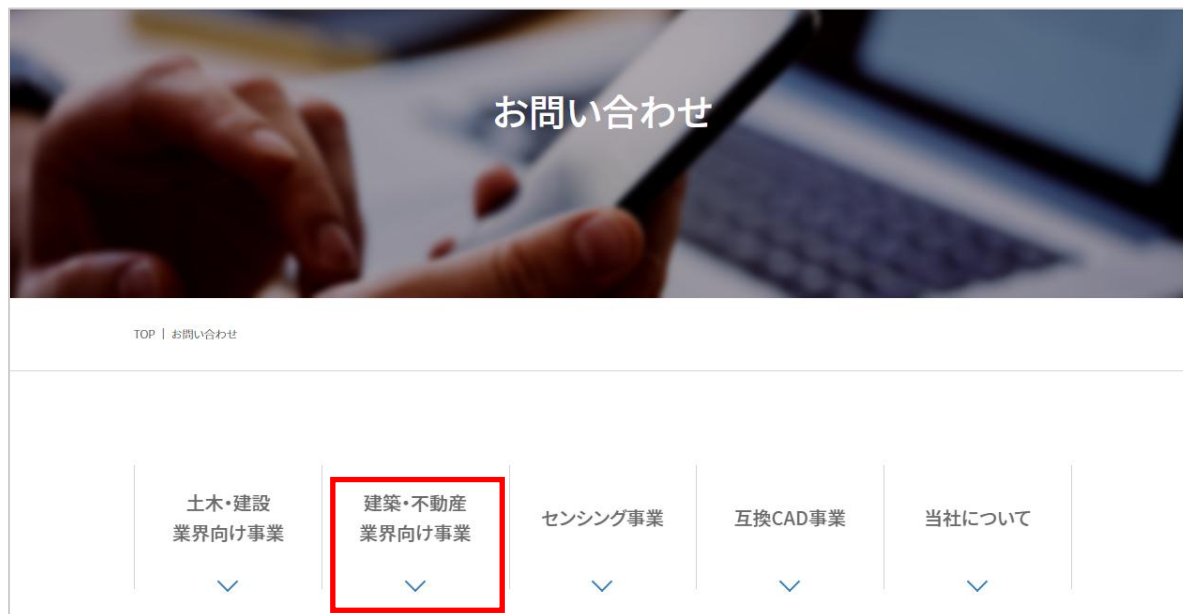 お問い合わせ
TOP | お問い合わせ
土木・建設
業界向け事業
建築・不動産
業界向け事業
センシング事業
互換CAD事業
当社について